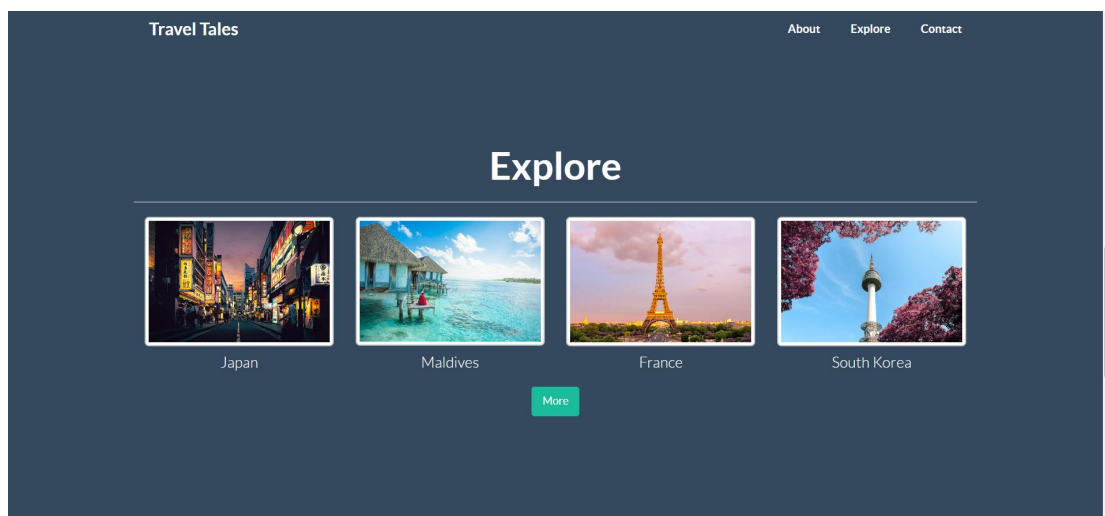 Travel Tales
About Explore Contact
Explore
Japan
Maldives
France
South Korea
More